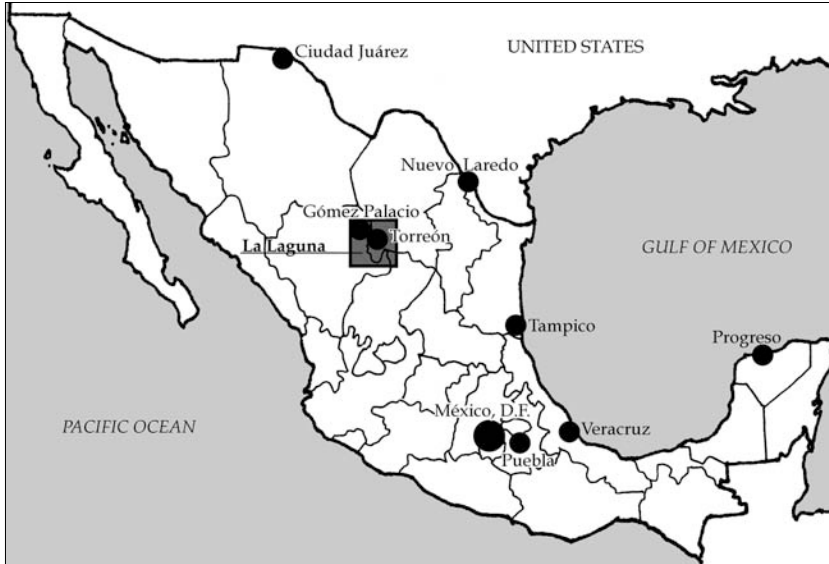 Ciudad Juárez
UNITED STATES
Nuevo Laredo
Gómez Palacio
Torreón
La Laguna
GULF OF MEXICO
Tampico
Progreso
México, D.F.
PACIFIC OCEAN
Veracruz
Puebla